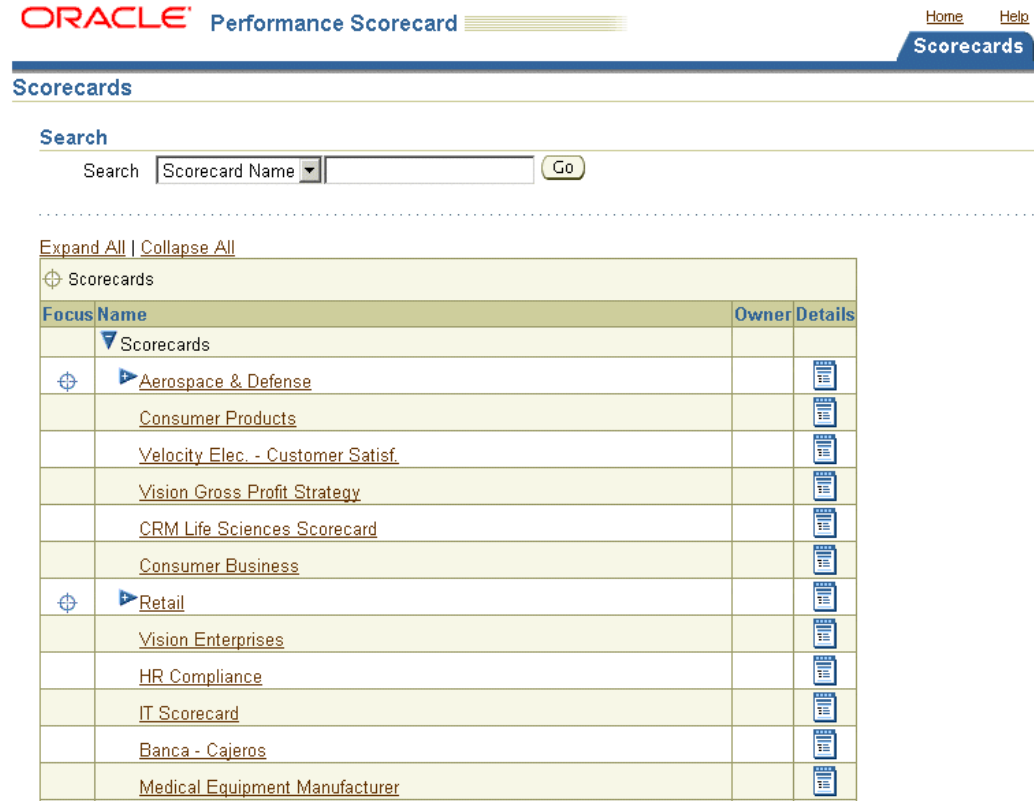 ORACLE Performance Scorecard
Home Help
Scorecards
Scorecards
Search
Search Scorecard Name Go
Expand All | Collapse All
Scorecards
Focus Name Owner Details
Scorecards
Aerospace & Defense
Consumer Products
Velocity Elec. - Customer Satisf.
Vision Gross Profit Strategy
CRM Life Sciences Scorecard
Consumer Business
Retail
Vision Enterprises
HR Compliance
IT Scorecard
Banca - Cajeros
Medical Equipment Manufacturer